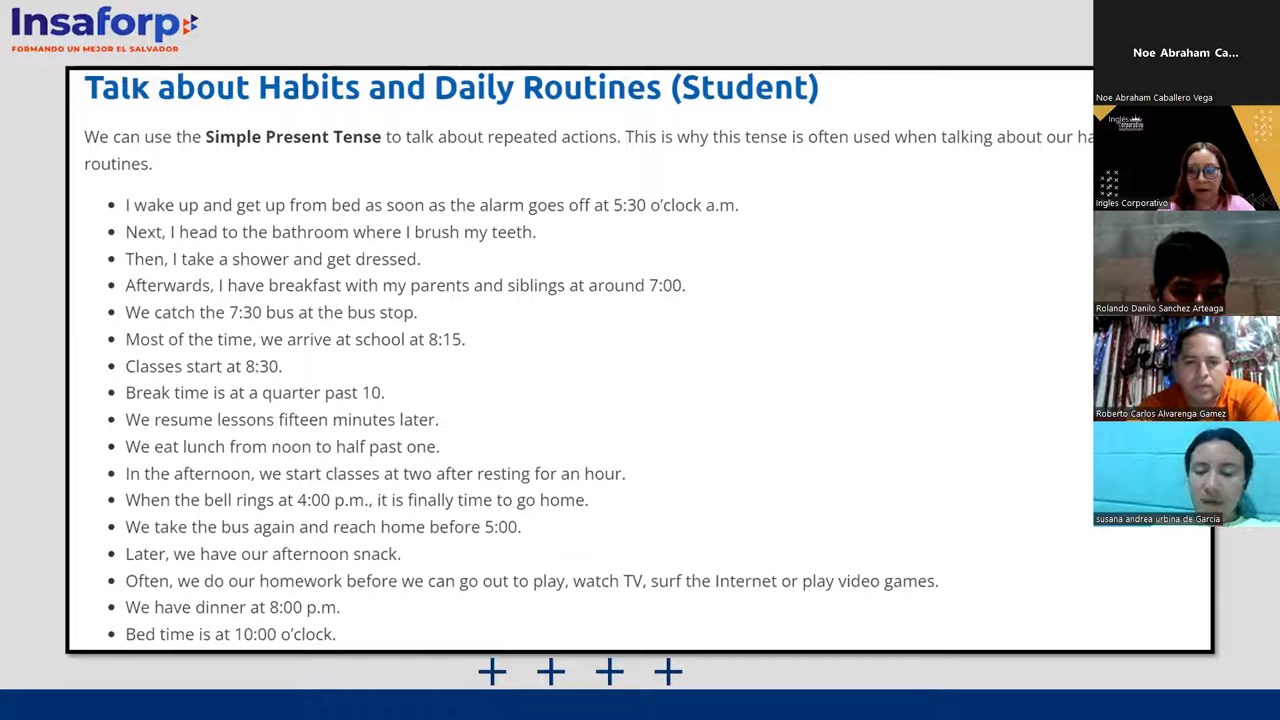 Insaforp
FORMANDO UN MEJOR EL SALVADOR
Talk about Habits and Daily Routines (Student)
We can use the Simple Present Tense to talk about repeated actions. This is why this tense is often used when talking about our
routines.
• I wake up and get up from bed as soon as the alarm goes off at 5:30 o’clock a.m.
• Next, I head to the bathroom where I brush my teeth.
• Then, I take a shower and get dressed.
• Afterwards, I have breakfast with my parents and siblings at around 7:00.
• We catch the 7:30 bus at the bus stop.
• Most of the time, we arrive at school at 8:15.
• Classes start at 8:30.
• Break time is at a quarter past 10.
• We resume lessons fifteen minutes later.
• We eat lunch from noon to half past one.
• In the afternoon, we start classes at two after resting for an hour.
• When the bell rings at 4:00 p.m., it is finally time to go home.
• We take the bus again and reach home before 5:00.
• Later, we have our afternoon snack.
• Often, we do our homework before we can go out to play, watch TV, surf the Internet or play video games.
• We have dinner at 8:00 p.m.
• Bed time is at 10:00 o’clock.
Noe Abraham Ca...
Noe Abraham Caballero Vega
Inglés
Corporativo
Ingles Corporativo
Rolando Danilo Sanchez Arteaga
Roberto Carlos Alvarenga Gamez
susana andrea urbina de Garcia